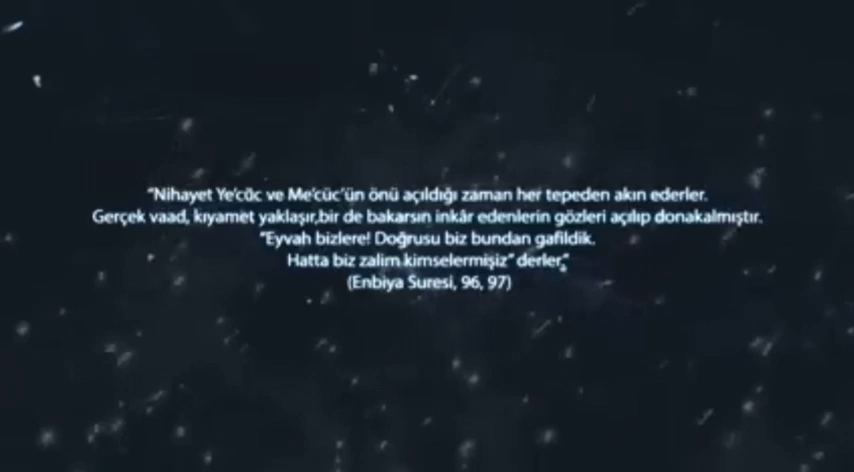 "Nihayet Ye'cûc ve Me'cûc'ün önü açıldığı zaman her tepeden akın ederler.
Gerçek vaad, kıyamet yaklaşır,bir de bakarsın inkâr edenlerin gözleri açılıp donakalmıştır.
"Eyvah bizlere! Doğrusu biz bundan gafildik.
Hatta biz zalim kimselermişiz" derler."
(Enbiya Suresi, 96, 97)